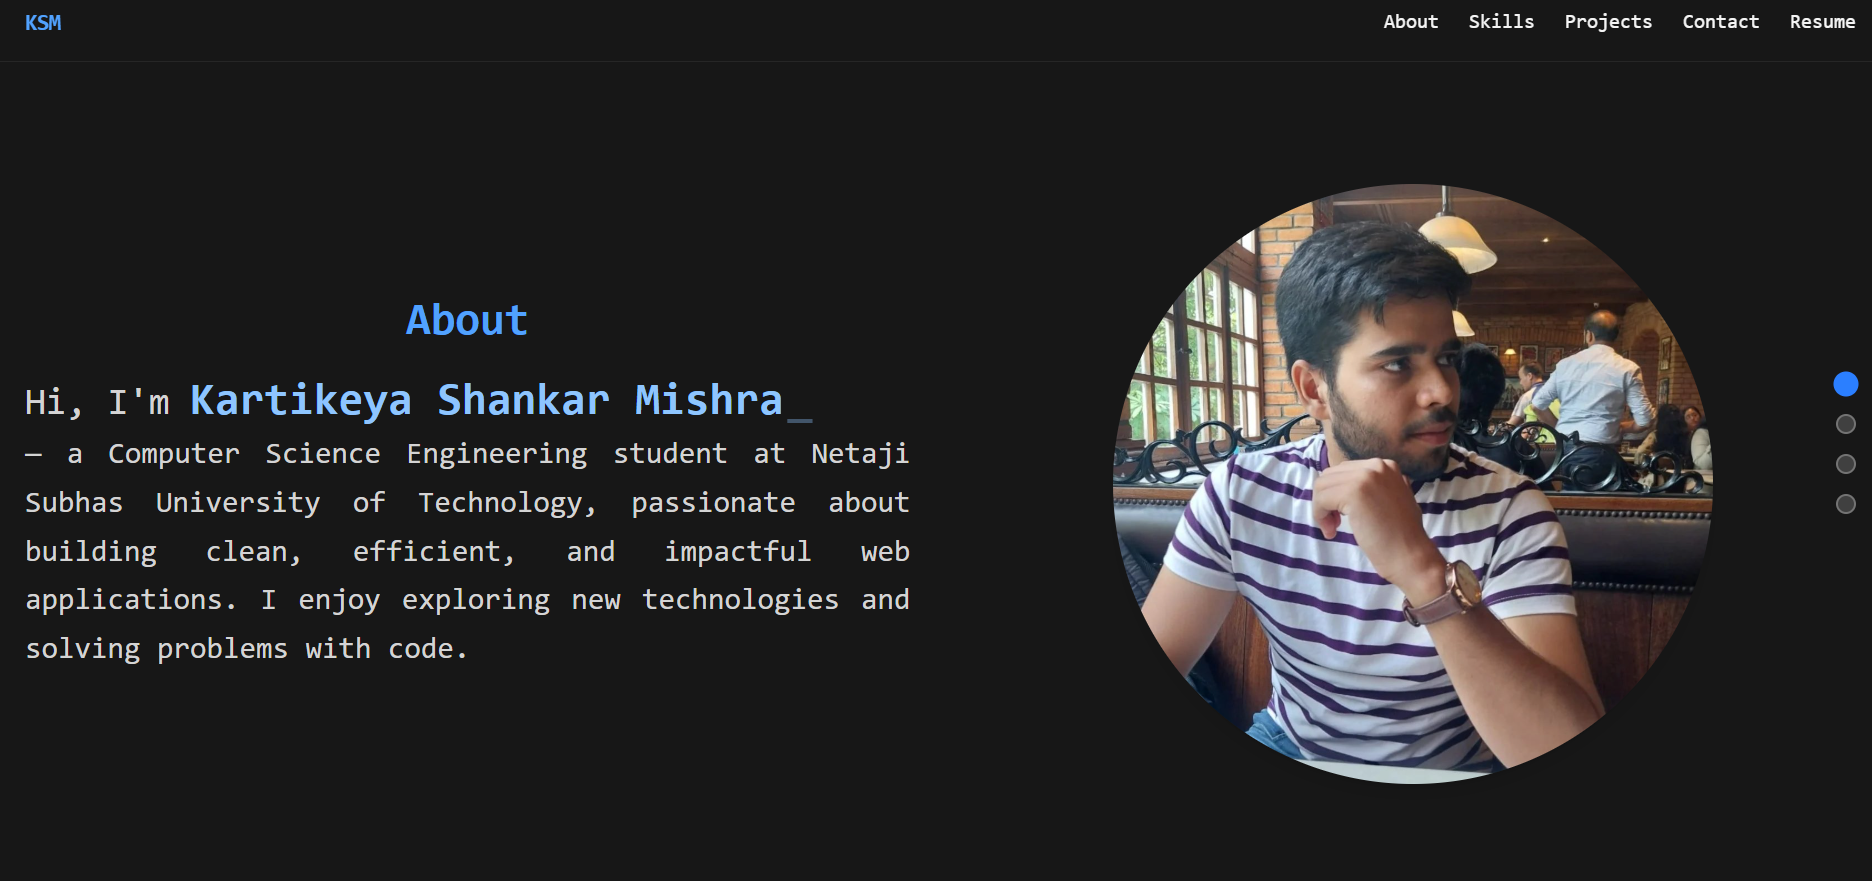 KSM
About Skills Projects Contact Resume
About
Hi, I'm Kartikeya Shankar Mishra_
— a Computer Science Engineering student at Netaji
Subhas University of Technology, passionate about
building clean, efficient, and impactful web
applications. I enjoy exploring new technologies and
solving problems with code.